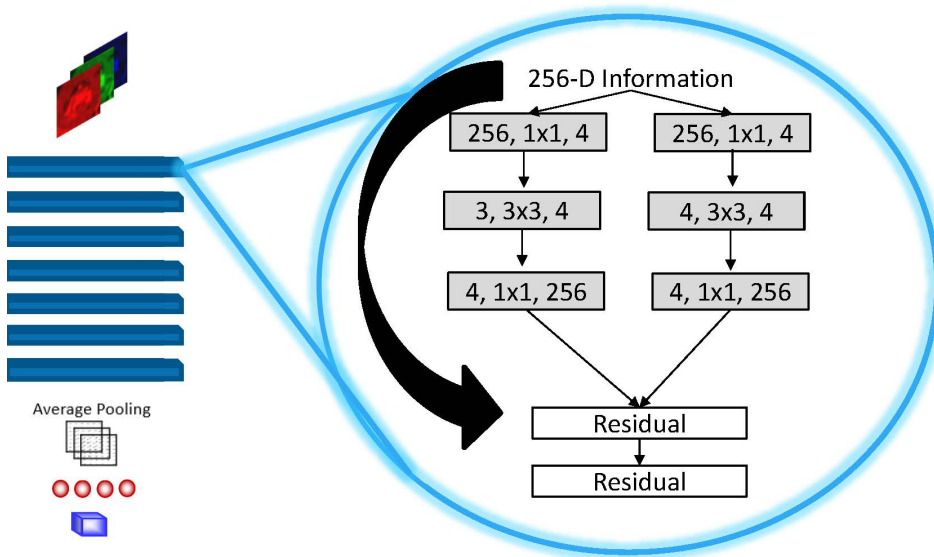 256-D Information
256, 1x1, 4
256, 1x1, 4
3, 3x3, 4
4, 3x3, 4
4, 1x1, 256
4, 1x1, 256
Residual
Residual
Average Pooling